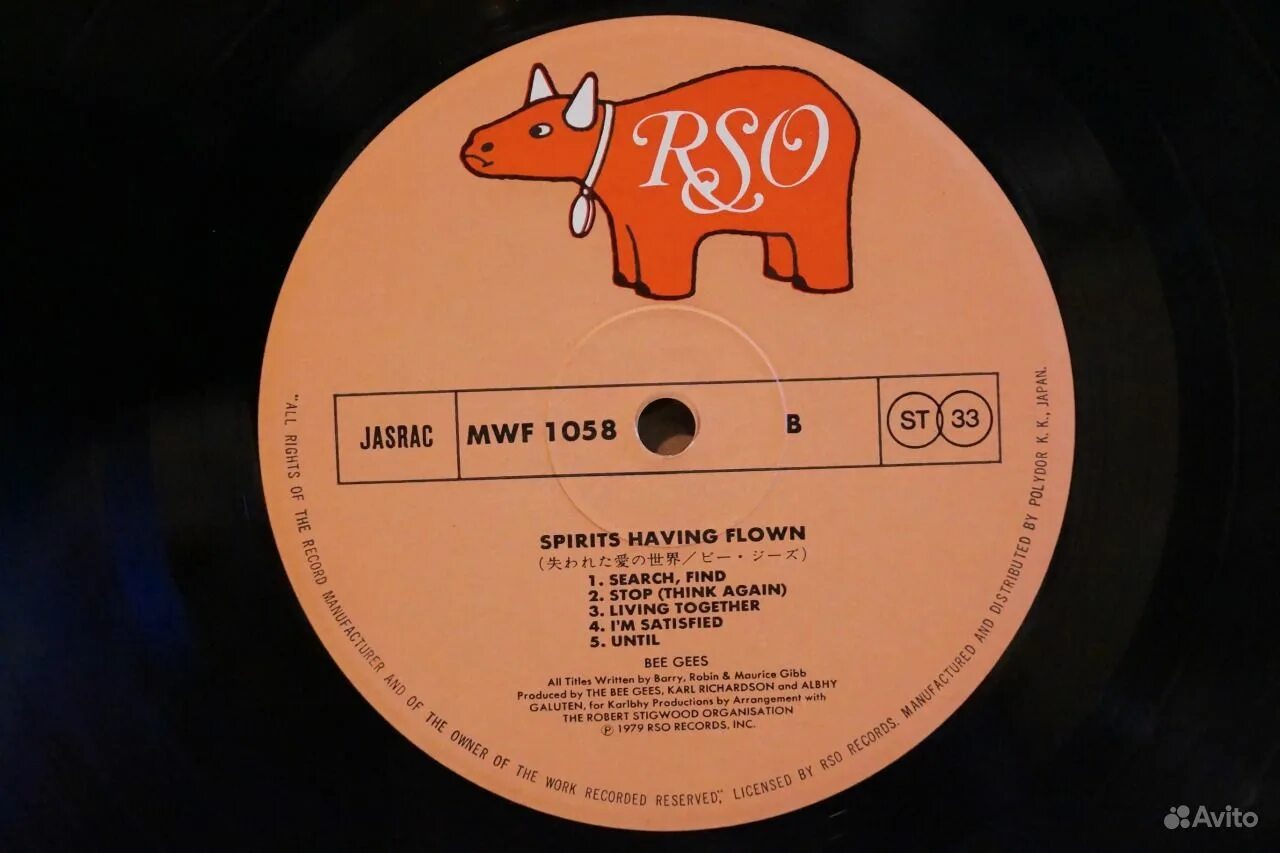 RSO
JASRAC
MWF 1058
B
ST 33
SPIRITS HAVING FLOWN
(失われた愛の世界/ビー・ジーズ)
1. SEARCH, FIND
2. STOP (THINK AGAIN)
3. LIVING TOGETHER
4. I'M SATISFIED
5. UNTIL
BEE GEES
All Titles Written by Barry, Robin & Maurice Gibb
Produced by THE BEE GEES, KARL RICHARDSON and ALBHY
GALUTEN, for Karlbhy Productions by Arrangement with
THE ROBERT STIGWOOD ORGANISATION
Ⓟ 1979 RSO RECORDS, INC.
"ALL RIGHTS OF THE RECORD MANUFACTURER AND OF THE OWNER OF THE WORK RECORDED RESERVED," LICENSED BY RSO RECORDS. MANUFACTURED AND DISTRIBUTED BY POLYDOR K. K., JAPAN.
Avito